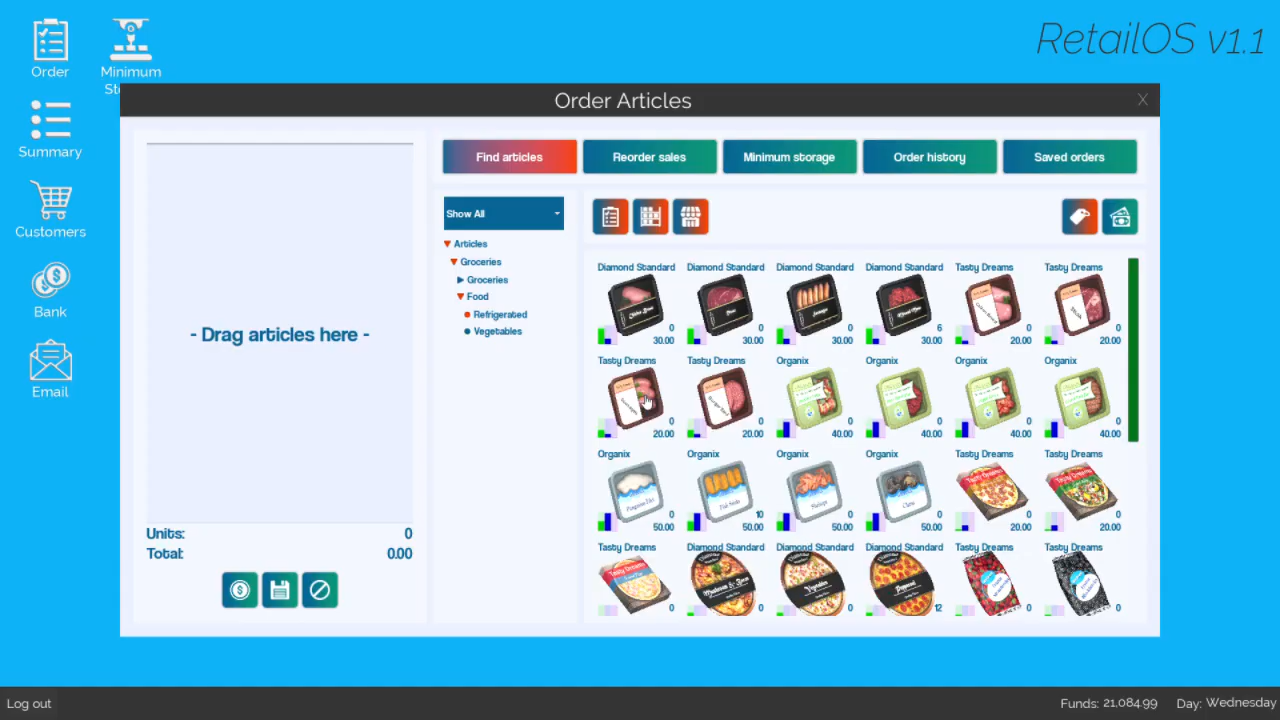 RetailOS v1.1
Order
Minimum
Summary
Customers
Bank
Email
Order Articles
X
- Drag articles here -
Units: 0
Total: 0.00
Find articles
Reorder sales
Minimum storage
Order history
Saved orders
Show All
Articles
Groceries
Groceries
Food
Refrigerated
Vegetables
Diamond Standard Diamond Standard Diamond Standard Diamond Standard Tasty Dreams Tasty Dreams
0 0 0 6 0 0
30.00 30.00 30.00 30.00 20.00 20.00
Tasty Dreams Tasty Dreams Organix Organix Organix Organix
0 0 0 0 0 0
20.00 20.00 40.00 40.00 40.00 40.00
Organix Organix Organix Organix Tasty Dreams Tasty Dreams
0 10 0 0 0 0
50.00 50.00 50.00 50.00 20.00 20.00
Tasty Dreams Diamond Standard Diamond Standard Diamond Standard Tasty Dreams Tasty Dreams
0 0 0 12 0 0
Log out
Funds: 21,084.99 Day: Wednesday